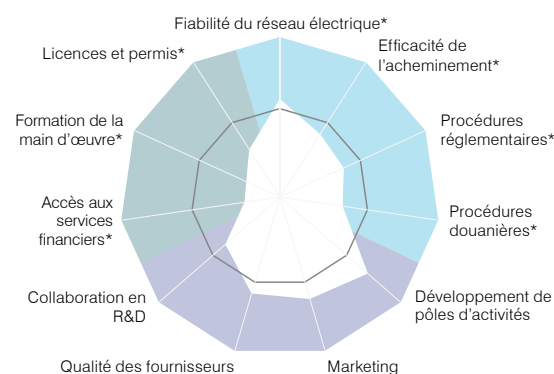 Fiabilité du réseau électrique*
Efficacité de
l'acheminement*
Licences et permis*
Procédures
réglementaires*
Formation de la
main d'œuvre*
Procédures
douanières*
Accès aux
services
financiers*
Développement de
pôles d'activités
Collaboration en
R&D
Qualité des fournisseurs
Marketing